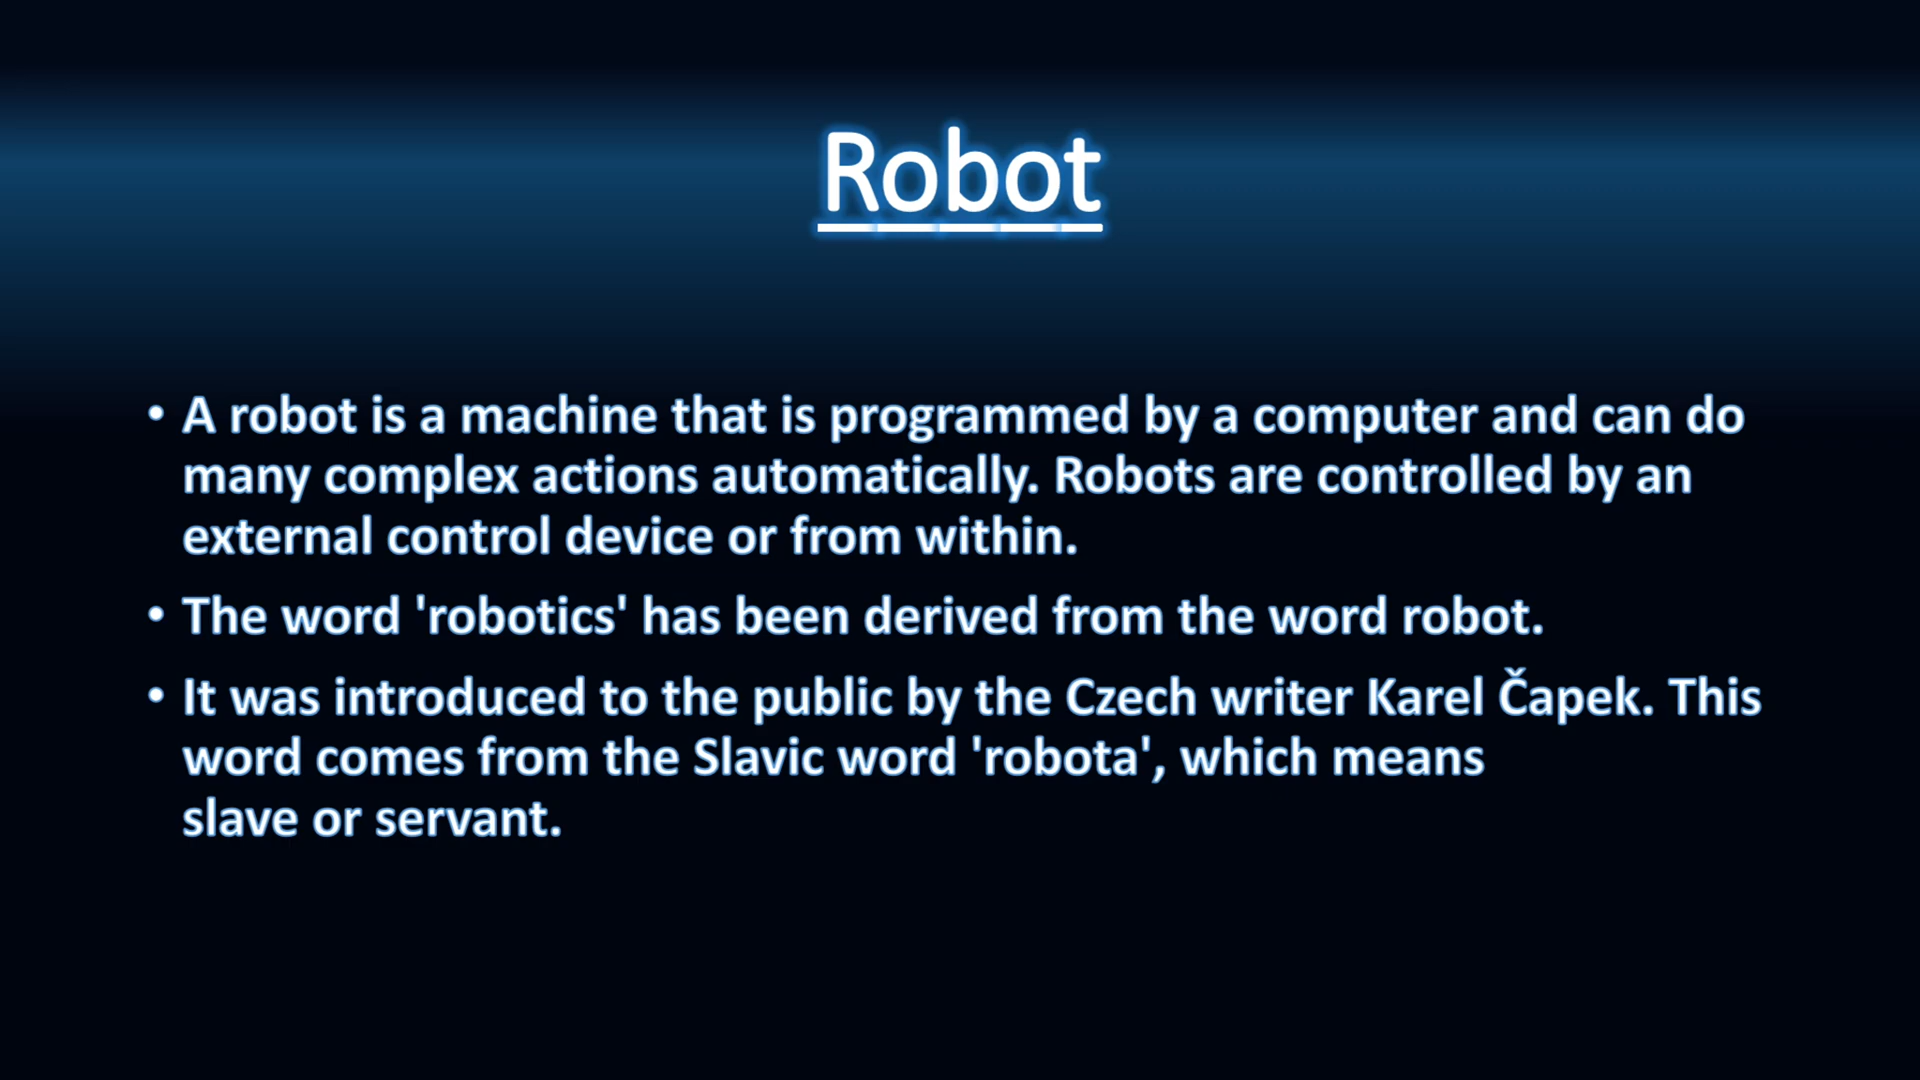 Robot
• A robot is a machine that is programmed by a computer and can do
many complex actions automatically. Robots are controlled by an
external control device or from within.
• The word 'robotics' has been derived from the word robot.
• It was introduced to the public by the Czech writer Karel Čapek. This
word comes from the Slavic word 'robota', which means
slave or servant.